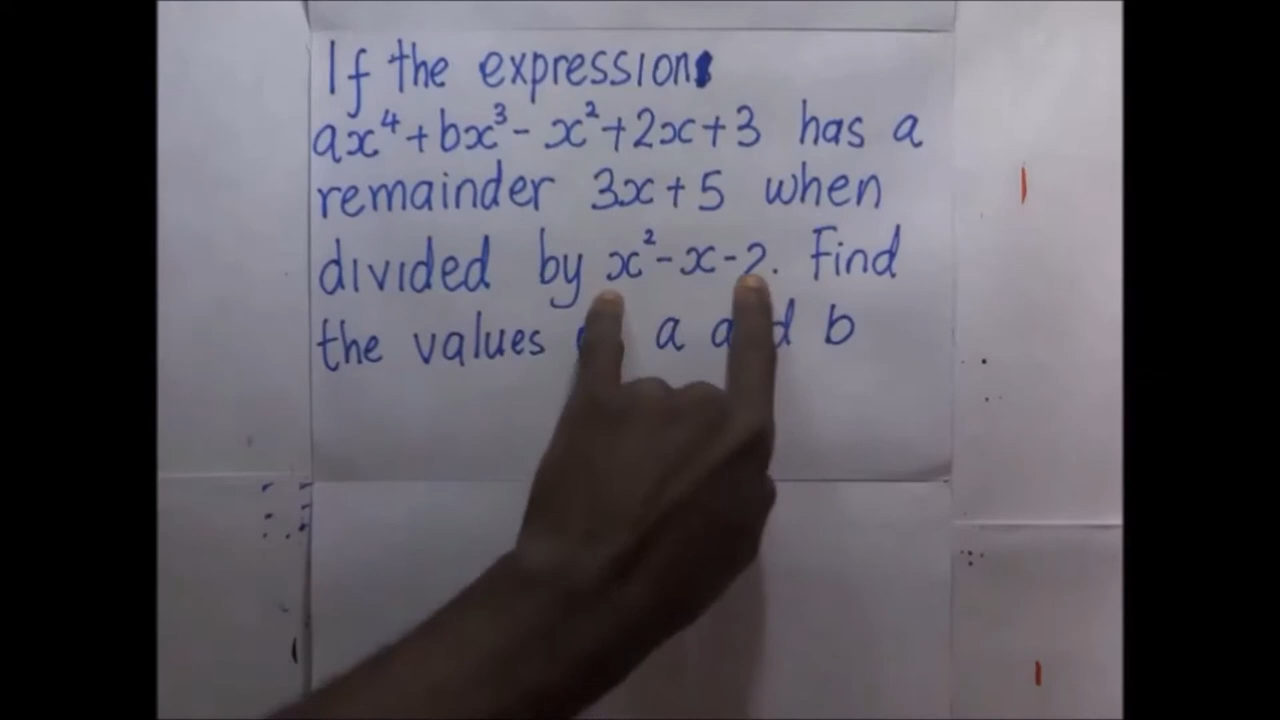 If the expression
ax⁴+bx³-x²+2x+3 has a
remainder 3x+5 when
divided by x²-x-2. Find
the values a b